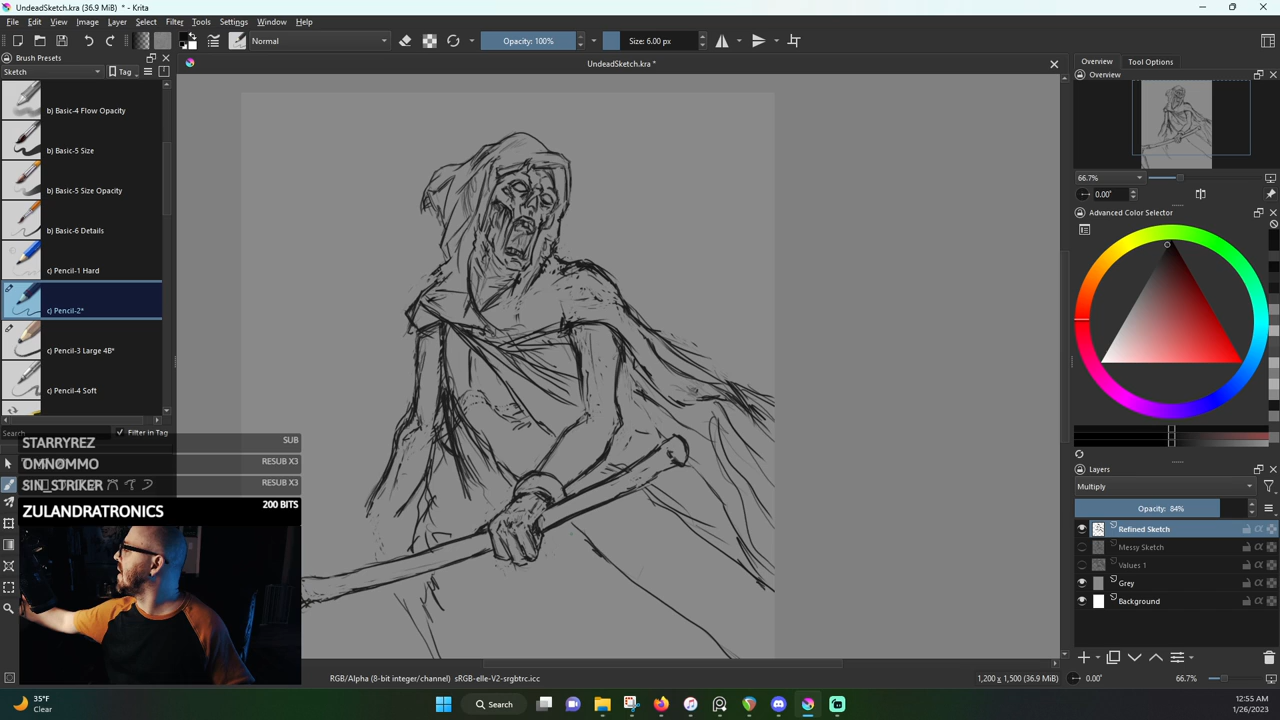 UndeadSketch.kra (36.9 MiB) * - Krita
File Edit View Image Layer Select Filter Tools Settings Window Help
Normal
Opacity: 100%
Size: 6.00 px
Brush Presets
Sketch
Tag
b) Basic-4 Flow Opacity
b) Basic-5 Size
b) Basic-5 Size Opacity
b) Basic-6 Details
c) Pencil-1 Hard
c) Pencil-2*
c) Pencil-3 Large 4B*
c) Pencil-4 Soft
Search
Filter in Tag
UndeadSketch.kra *
STARRYREZ SUB
OMNOMMO RESUB X3
SIN_STRIKER RESUB X3
ZULANDRATRONICS 200 BITS
Overview Tool Options
Overview
66.7%
0.00°
Advanced Color Selector
Layers
Multiply
Opacity: 84%
Refined Sketch
Messy Sketch
Values 1
Grey
Background
RGB/Alpha (8-bit integer/channel) sRGB-elle-V2-srgbtrc.icc
1,200 x 1,500 (36.9 MiB)
0.00°
66.7%
35°F
Clear
Search
12:55 AM
1/26/2023